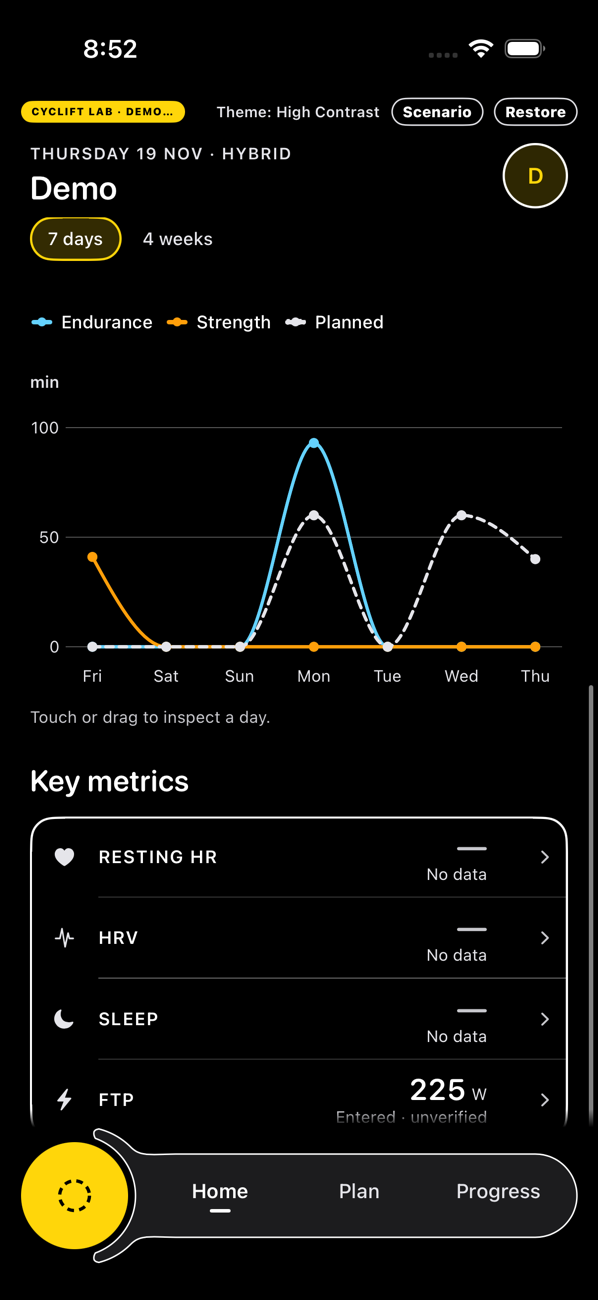 8:52
CYCLIFT LAB · DEMO…
Theme: High Contrast
Scenario
Restore
THURSDAY 19 NOV · HYBRID
Demo
D
7 days
4 weeks
Endurance
Strength
Planned
min
100
50
0
Fri
Sat
Sun
Mon
Tue
Wed
Thu
Touch or drag to inspect a day.
Key metrics
RESTING HR
No data
HRV
No data
SLEEP
No data
FTP
225 W
Entered · unverified
Home
Plan
Progress